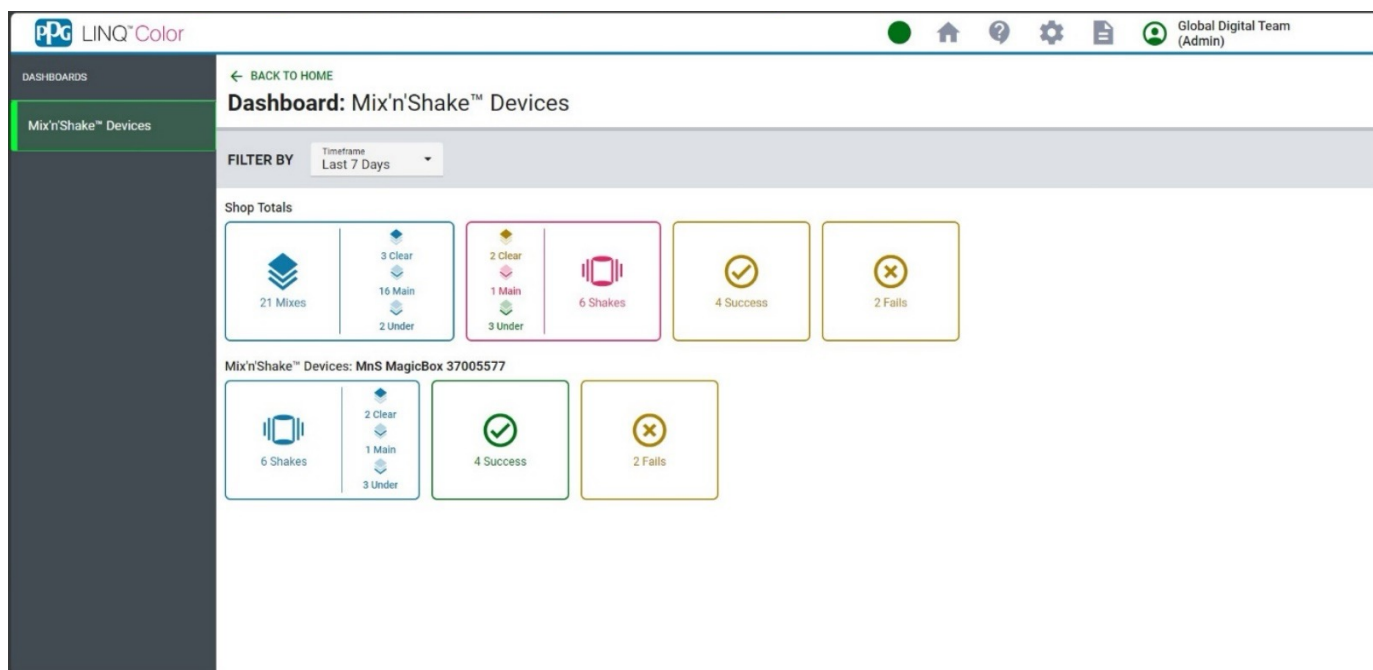 PPG LINQ™Color
Global Digital Team
(Admin)
DASHBOARDS
Mix'n'Shake™ Devices
← BACK TO HOME
Dashboard: Mix'n'Shake™ Devices
FILTER BY
Timeframe
Last 7 Days
Shop Totals
21 Mixes
3 Clear
16 Main
2 Under
2 Clear
1 Main
3 Under
6 Shakes
4 Success
2 Fails
Mix'n'Shake™ Devices: MnS MagicBox 37005577
6 Shakes
2 Clear
1 Main
3 Under
4 Success
2 Fails